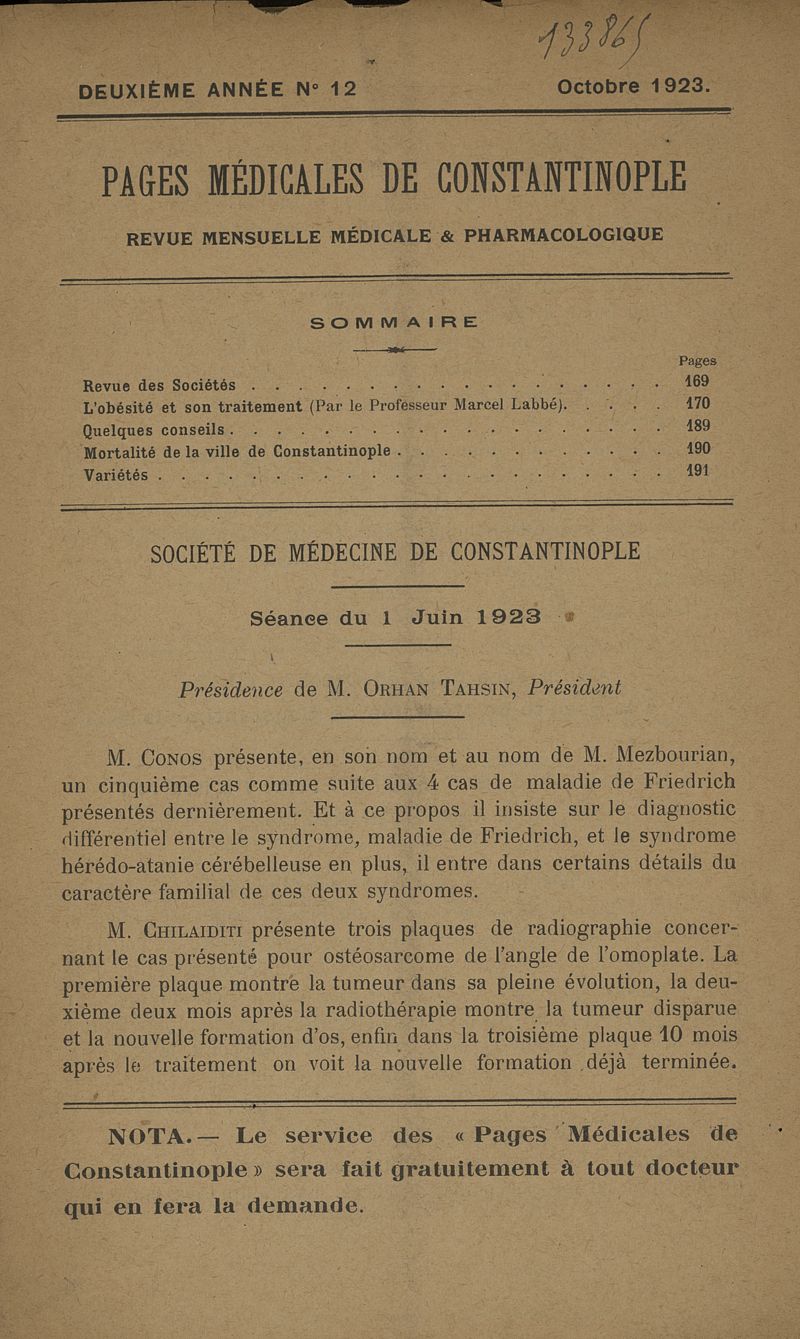 133865
DEUXIÈME ANNÉE N° 12 Octobre 1923.
PAGES MÉDICALES DE CONSTANTINOPLE
REVUE MENSUELLE MÉDICALE & PHARMACOLOGIQUE
SOMMAIRE
Pages
Revue des Sociétés . . . . . . . . . . . . . . . . . . 169
L'obésité et son traitement (Par le Professeur Marcel Labbé). . . . . 170
Quelques conseils . . . . . . . . . . . . . . . . . . . 189
Mortalité de la ville de Constantinople . . . . . . . . . . . . 190
Variétés . . . . . . . . . . . . . . . . . . . . . . 191
SOCIÉTÉ DE MÉDECINE DE CONSTANTINOPLE
Séance du 1 Juin 1923
Présidence de M. ORHAN TAHSIN, Président
M. CONOS présente, en son nom et au nom de M. Mezbourian,
un cinquième cas comme suite aux 4 cas de maladie de Friedrich
présentés dernièrement. Et à ce propos il insiste sur le diagnostic
différentiel entre le syndrome, maladie de Friedrich, et le syndrome
hérédo-atanie cérébelleuse en plus, il entre dans certains détails du
caractère familial de ces deux syndromes.
M. CHILAIDITI présente trois plaques de radiographie concer-
nant le cas présenté pour ostéosarcome de l'angle de l'omoplate. La
première plaque montre la tumeur dans sa pleine évolution, la deu-
xième deux mois après la radiothérapie montre la tumeur disparue
et la nouvelle formation d'os, enfin dans la troisième plaque 10 mois
après le traitement on voit la nouvelle formation déjà terminée.
NOTA.— Le service des « Pages Médicales de
Constantinople » sera fait gratuitement à tout docteur
qui en fera la demande.